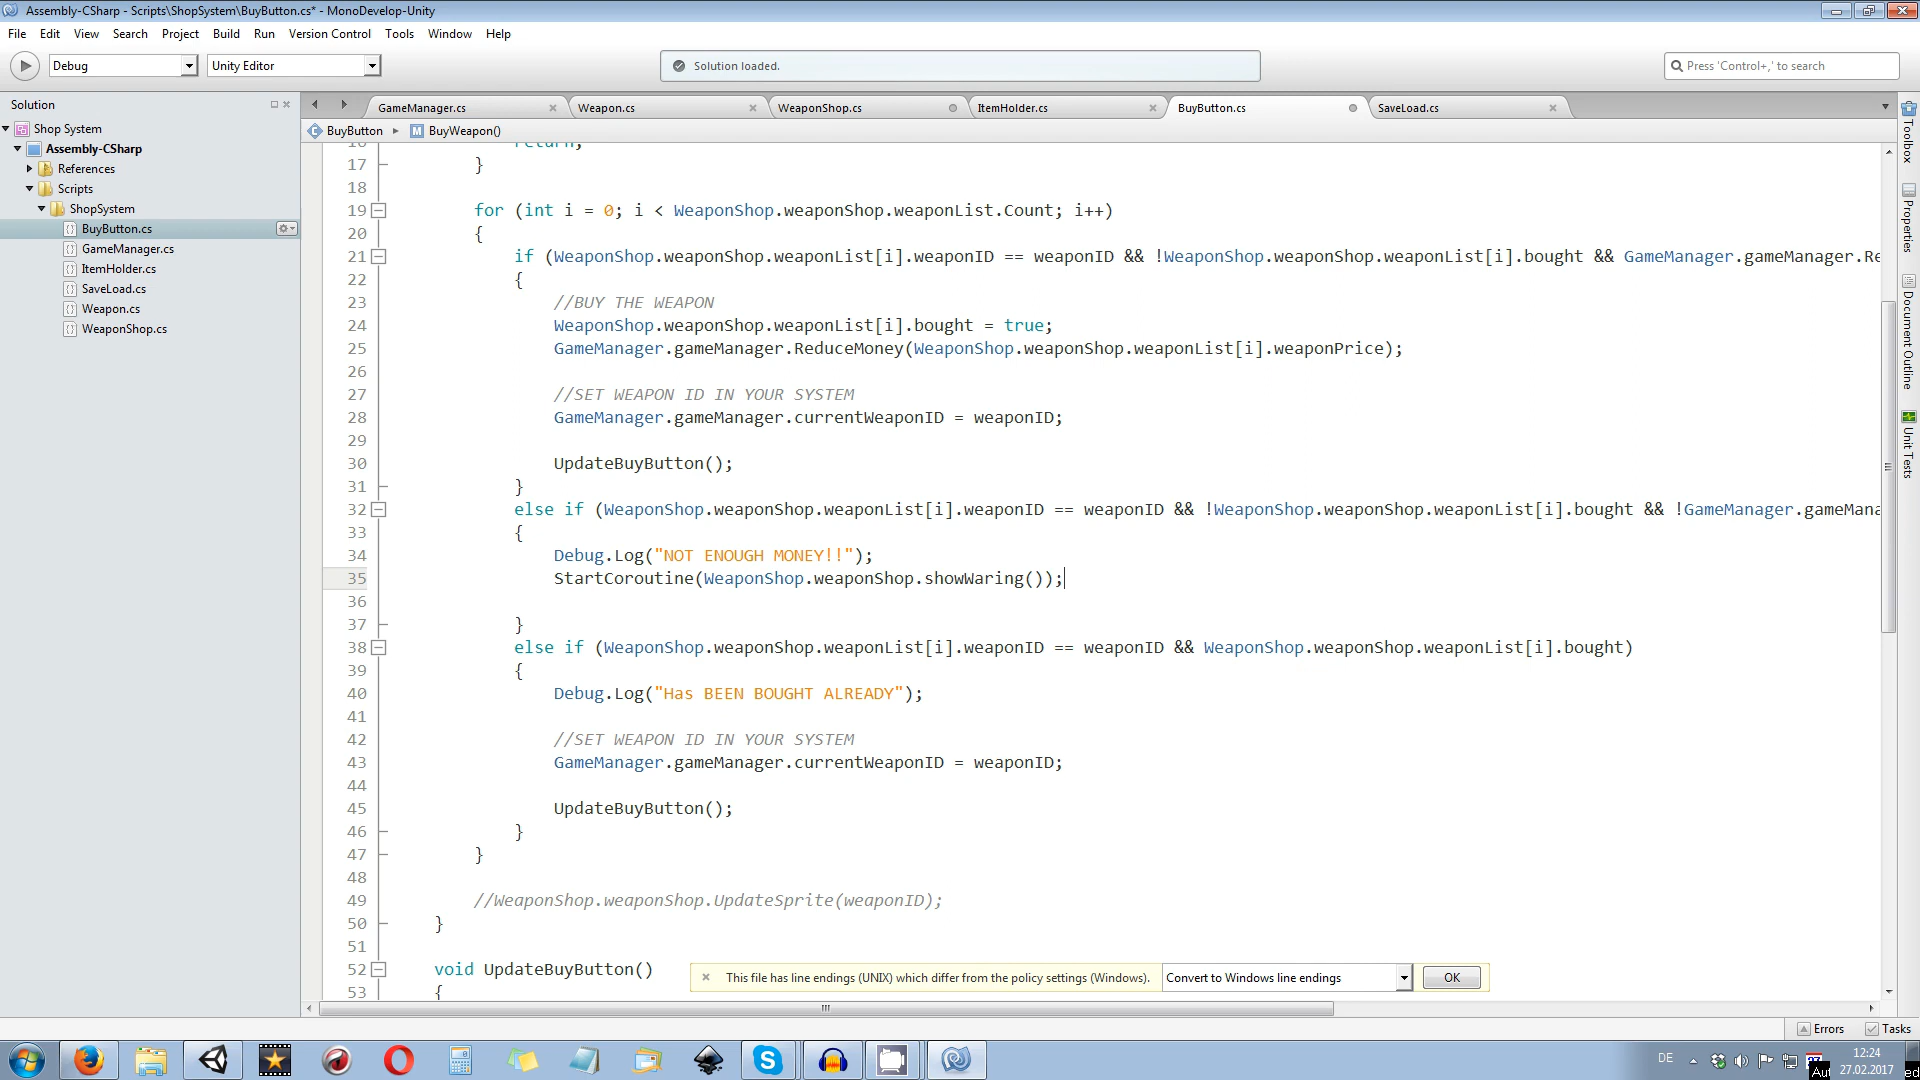 Assembly-CSharp - Scripts\ShopSystem\BuyButton.cs* - MonoDevelop-Unity
File Edit View Search Project Build Run Version Control Tools Window Help
Debug Unity Editor Solution loaded. Press 'Control+,' to search
Solution
Shop System
Assembly-CSharp
References
Scripts
ShopSystem
BuyButton.cs
GameManager.cs
ItemHolder.cs
SaveLoad.cs
Weapon.cs
WeaponShop.cs
GameManager.cs Weapon.cs WeaponShop.cs ItemHolder.cs BuyButton.cs SaveLoad.cs
BuyButton BuyWeapon()
16 return;
17 }
18
19 for (int i = 0; i < WeaponShop.weaponShop.weaponList.Count; i++)
20 {
21 if (WeaponShop.weaponShop.weaponList[i].weaponID == weaponID && !WeaponShop.weaponShop.weaponList[i].bought && GameManager.gameManager.Re
22 {
23 //BUY THE WEAPON
24 WeaponShop.weaponShop.weaponList[i].bought = true;
25 GameManager.gameManager.ReduceMoney(WeaponShop.weaponShop.weaponList[i].weaponPrice);
26
27 //SET WEAPON ID IN YOUR SYSTEM
28 GameManager.gameManager.currentWeaponID = weaponID;
29
30 UpdateBuyButton();
31 }
32 else if (WeaponShop.weaponShop.weaponList[i].weaponID == weaponID && !WeaponShop.weaponShop.weaponList[i].bought && !GameManager.gameMana
33 {
34 Debug.Log("NOT ENOUGH MONEY!!");
35 StartCoroutine(WeaponShop.weaponShop.showWaring());
36
37 }
38 else if (WeaponShop.weaponShop.weaponList[i].weaponID == weaponID && WeaponShop.weaponShop.weaponList[i].bought)
39 {
40 Debug.Log("Has BEEN BOUGHT ALREADY");
41
42 //SET WEAPON ID IN YOUR SYSTEM
43 GameManager.gameManager.currentWeaponID = weaponID;
44
45 UpdateBuyButton();
46 }
47 }
48
49 //WeaponShop.weaponShop.UpdateSprite(weaponID);
50 }
51
52 void UpdateBuyButton()
53 {
This file has line endings (UNIX) which differ from the policy settings (Windows). Convert to Windows line endings OK
Toolbox
Properties
Document Outline
Unit Tests
Errors Tasks
DE
12:24
27.02.2017